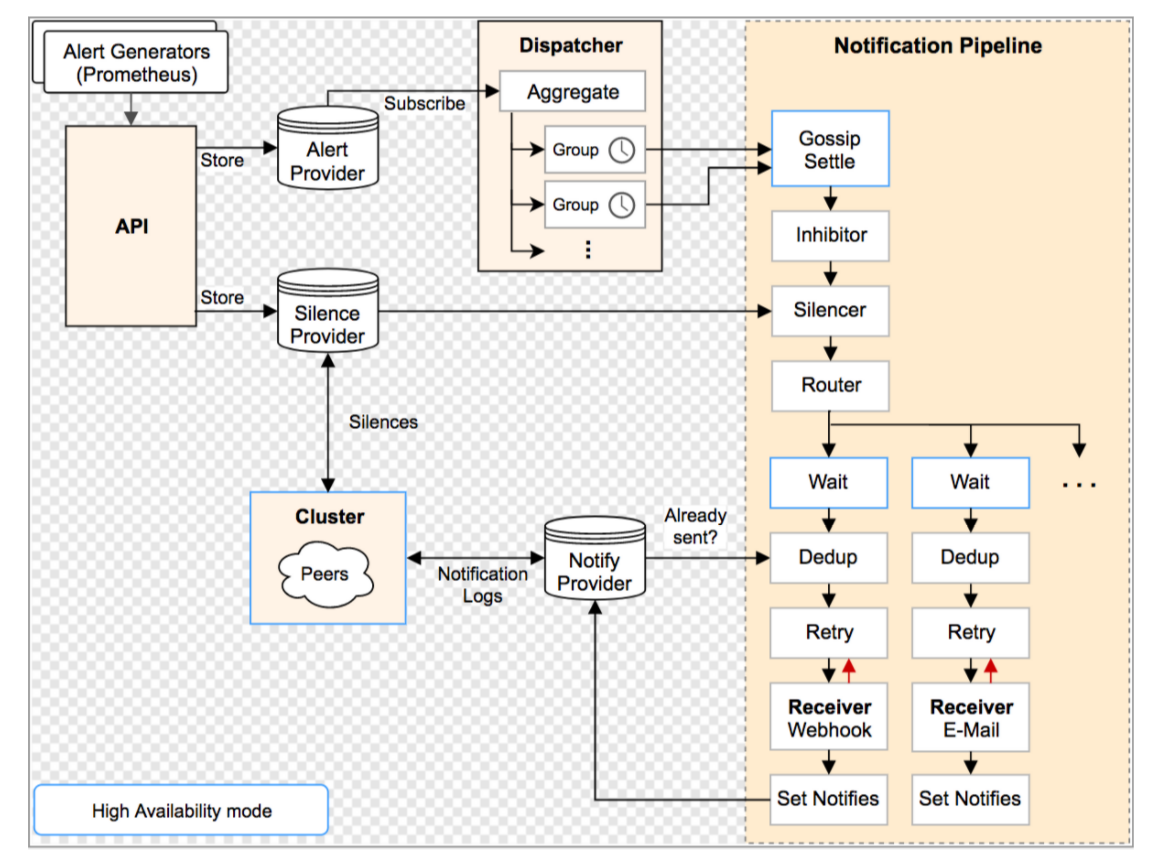 Alert Generators
(Prometheus)
API
Store
Alert
Provider
Subscribe
Dispatcher
Aggregate
Group
Group
⋮
Store
Silence
Provider
Silences
Cluster
Peers
Notification
Logs
Notify
Provider
Already
sent?
Notification Pipeline
Gossip
Settle
Inhibitor
Silencer
Router
Wait
Wait
...
Dedup
Dedup
Retry
Retry
Receiver
Webhook
Receiver
E-Mail
Set Notifies
Set Notifies
High Availability mode